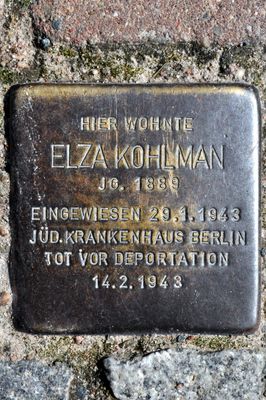 HIER WOHNTE
ELZA KOHLMAN
JG. 1889
EINGEWIESEN 29.1.1943
JÜD. KRANKENHAUS BERLIN
TOT VOR DEPORTATION
14.2.1943